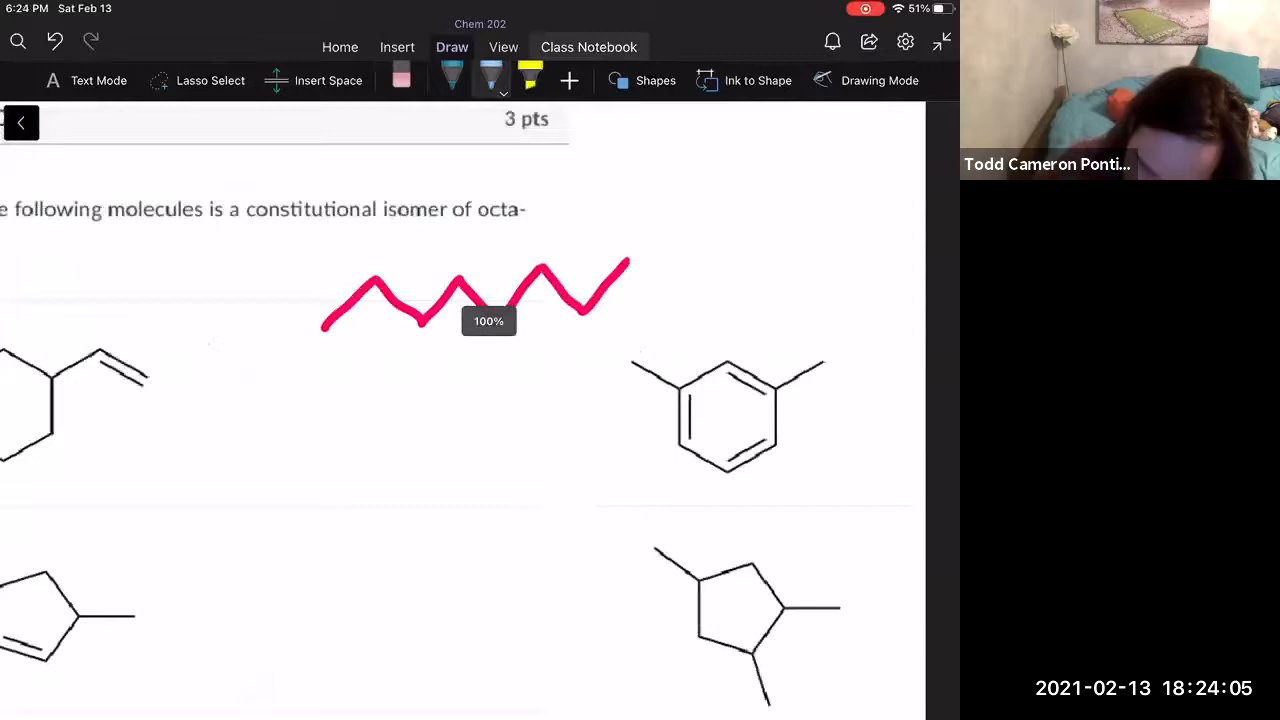 6:24 PM Sat Feb 13
51%
Chem 202
Home Insert Draw View Class Notebook
Text Mode Lasso Select Insert Space Shapes Ink to Shape Drawing Mode
3 pts
following molecules is a constitutional isomer of octa-
100%
Todd Cameron Ponti...
2021-02-13 18:24:05